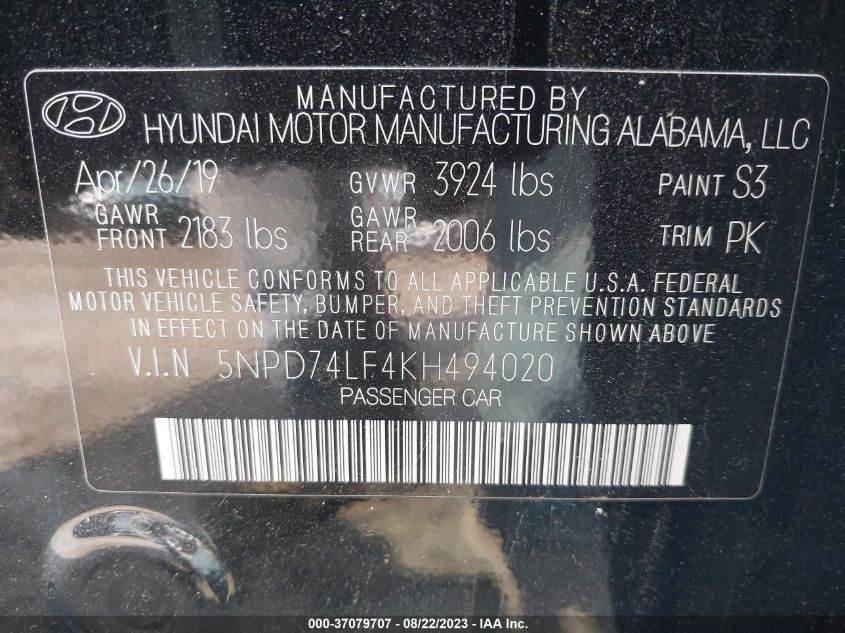 MANUFACTURED BY
HYUNDAI MOTOR MANUFACTURING ALABAMA, LLC
Apr/26/19 GVWR 3924 lbs PAINT S3
GAWR FRONT 2183 lbs GAWR REAR 2006 lbs TRIM PK
THIS VEHICLE CONFORMS TO ALL APPLICABLE U.S.A. FEDERAL
MOTOR VEHICLE SAFETY, BUMPER, AND THEFT PREVENTION STANDARDS
IN EFFECT ON THE DATE OF MANUFACTURE SHOWN ABOVE
V.I.N 5NPD74LF4KH494020
PASSENGER CAR
000-37079707 - 08/22/2023 - IAA Inc.